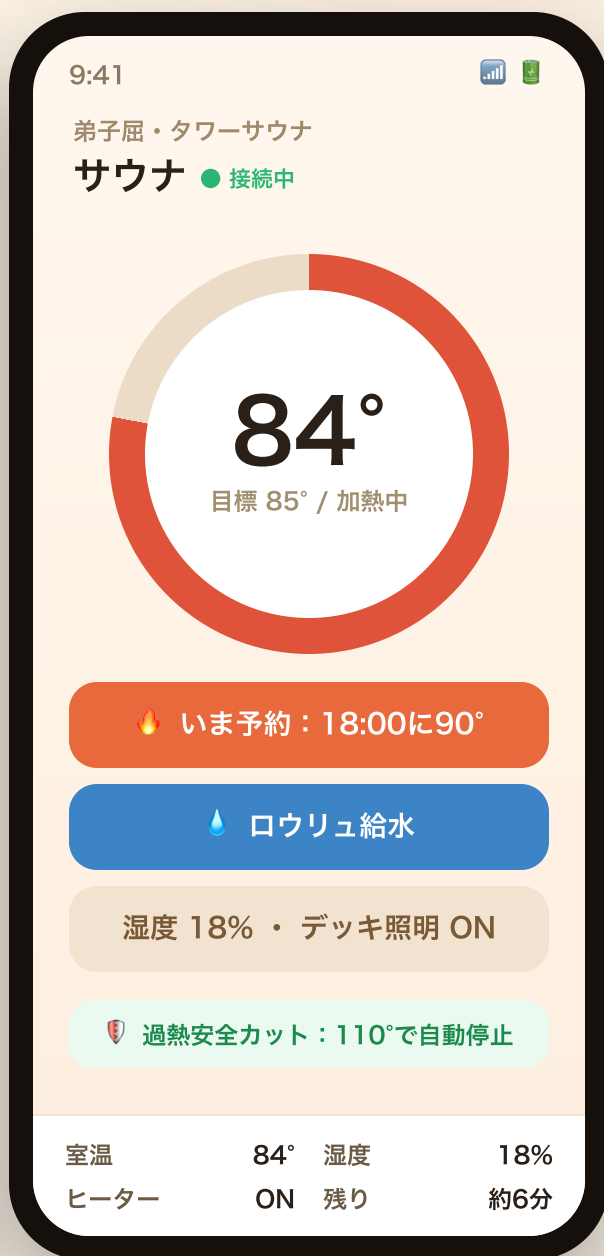 9:41
弟子屈・タワーサウナ
サウナ ● 接続中
84°
目標 85° / 加熱中
いま予約：18:00に90°
ロウリュ給水
湿度 18% ・ デッキ照明 ON
過熱安全カット：110°で自動停止
室温 84° 湿度 18%
ヒーター ON 残り 約6分